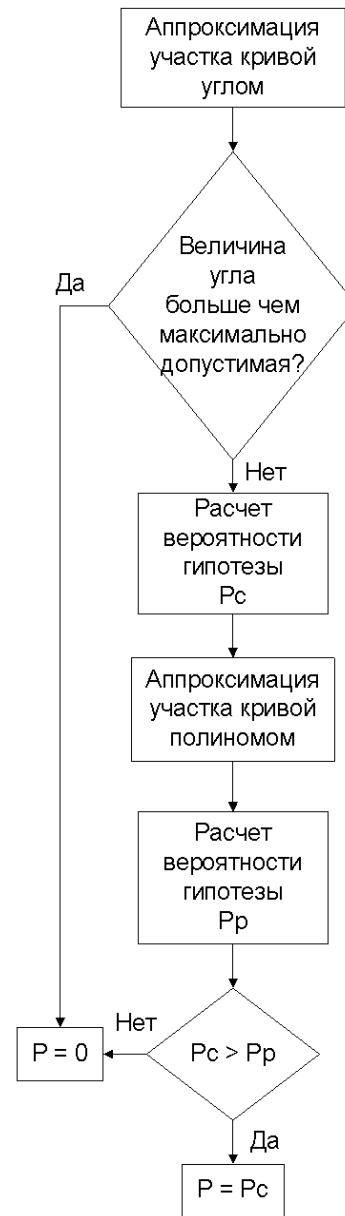 Аппроксимация
участка кривой
углом
Величина
угла
больше чем
максимально
допустимая?
Да
Нет
Расчет
вероятности
гипотезы
Pc
Аппроксимация
участка кривой
полиномом
Расчет
вероятности
гипотезы
Pp
Нет
P = 0
Pc > Pp
Да
P = Pc